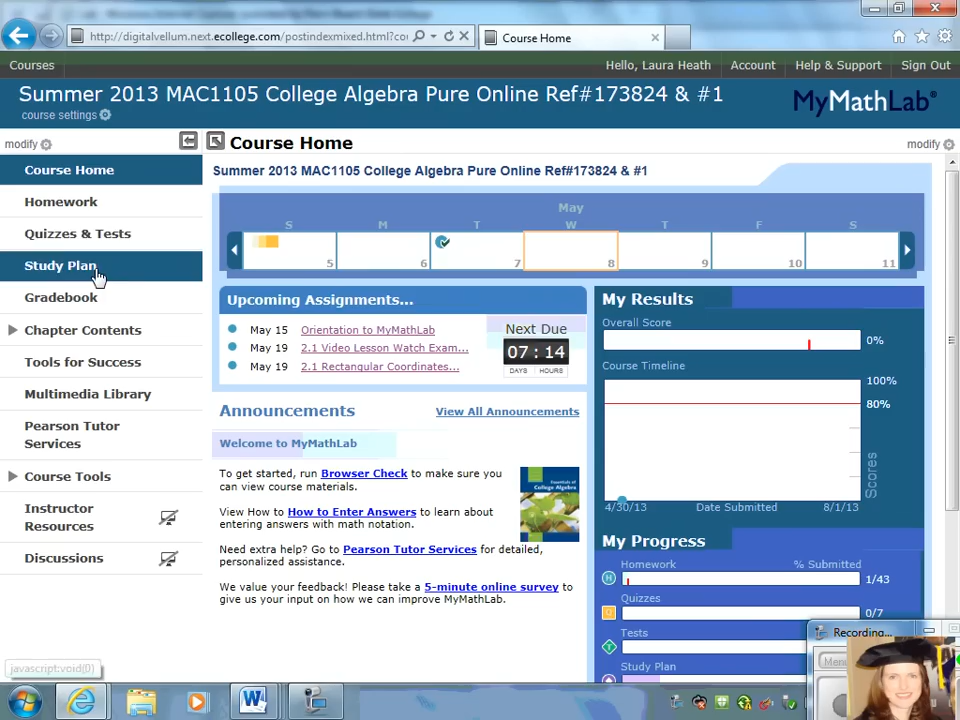 http://digitalvellum.next.ecollege.com/postindexmixed.html?cou
Course Home
Courses
Hello, Laura Heath
Account
Help & Support
Sign Out
Summer 2013 MAC1105 College Algebra Pure Online Ref#173824 & #1
course settings
MyMathLab®
modify
Course Home
modify
Course Home
Homework
Quizzes & Tests
Study Plan
Gradebook
Chapter Contents
Tools for Success
Multimedia Library
Pearson Tutor
Services
Course Tools
Instructor
Resources
Discussions
Summer 2013 MAC1105 College Algebra Pure Online Ref#173824 & #1
May
S M T W T F S
5 6 7 8 9 10 11
Upcoming Assignments...
May 15 Orientation to MyMathLab
May 19 2.1 Video Lesson Watch Exam...
May 19 2.1 Rectangular Coordinates...
Next Due
07 : 14
DAYS HOURS
Announcements
View All Announcements
Welcome to MyMathLab
To get started, run Browser Check to make sure you
can view course materials.
View How to How to Enter Answers to learn about
entering answers with math notation.
Need extra help? Go to Pearson Tutor Services for detailed,
personalized assistance.
We value your feedback! Please take a 5-minute online survey to
give us your input on how we can improve MyMathLab.
College Algebra
My Results
Overall Score
0%
Course Timeline
100%
80%
Scores
4/30/13 Date Submitted 8/1/13
My Progress
Homework % Submitted
H 1/43
Quizzes
Q 0/7
Tests
T
Study Plan
Recording...
Menu
javascript:void(0)
W